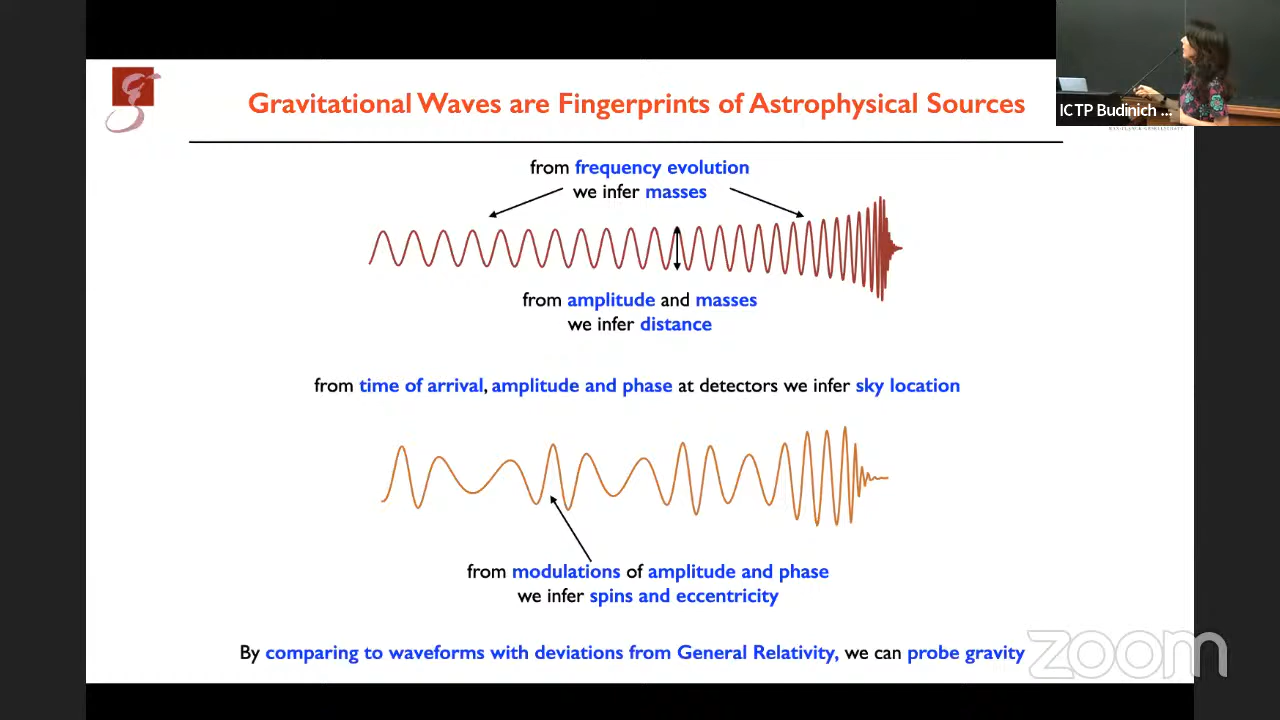 ICTP Budinich ...
Gravitational Waves are Fingerprints of Astrophysical Sources
from frequency evolution
we infer masses
from amplitude and masses
we infer distance
from time of arrival, amplitude and phase at detectors we infer sky location
from modulations of amplitude and phase
we infer spins and eccentricity
By comparing to waveforms with deviations from General Relativity, we can probe gravity
zoom